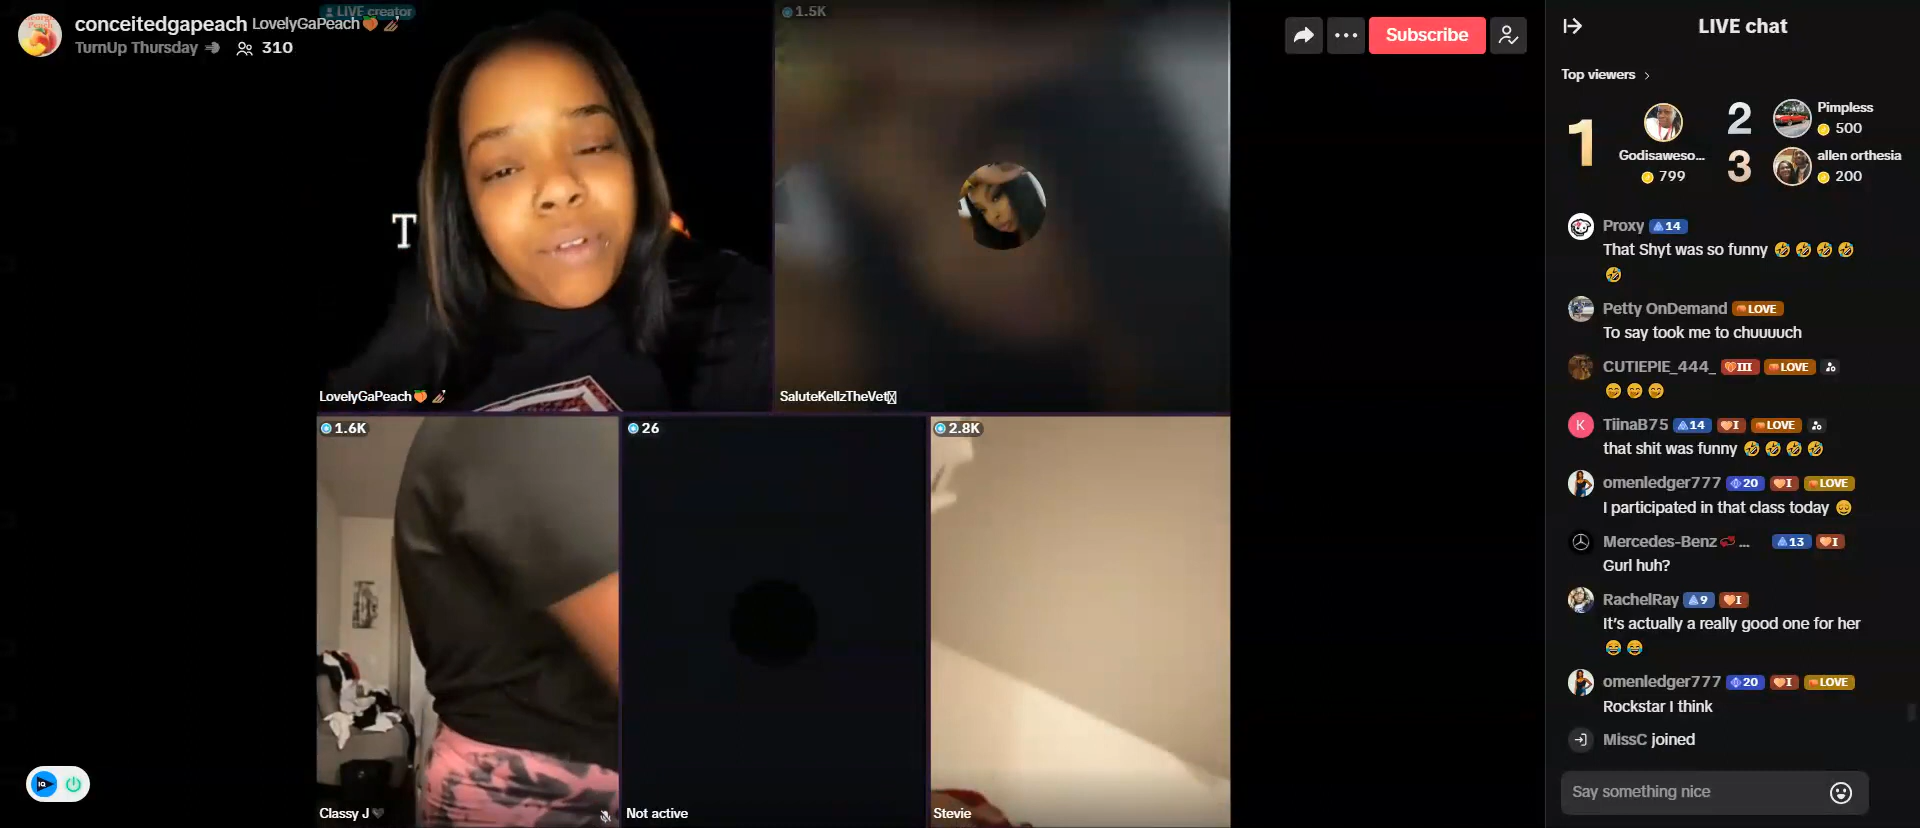 conceitedgapeach LovelyGaPeach🍑💅🏾
TurnUp Thursday 310
LIVE creator
1.5K
Subscribe
T
LovelyGaPeach🍑💅🏾
SaluteKellzTheVet
1.6K
26
2.8K
Classy J🖤
Not active
Stevie
LIVE chat
Top viewers >
1
Godisaweso...
799
2
Pimpless
500
3
allen orthesia
200
Proxy 14
That Shyt was so funny 🤣🤣🤣🤣
🤣
Petty OnDemand LOVE
To say took me to chuuuuch
CUTIEPIE_444_ III LOVE
😁😁😁
TiinaB75 14 I LOVE
that shit was funny 🤣🤣🤣🤣
K
omenledger777 20 I LOVE
I participated in that class today 😄
Mercedes-Benz💞... 13 I
Gurl huh?
RachelRay 9 I
It's actually a really good one for her
😂😂
omenledger777 20 I LOVE
Rockstar I think
MissC joined
Say something nice